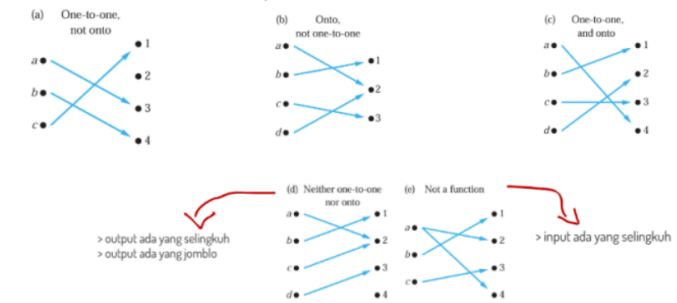 (a) One-to-one,
not onto
a
b
c
1
2
3
4
(b) Onto,
not one-to-one
a
b
c
d
1
2
3
(c) One-to-one,
and onto
a
b
c
d
1
2
3
4
(d) Neither one-to-one
nor onto
a
b
c
d
1
2
3
4
(e) Not a function
a
b
c
1
2
3
4
> output ada yang selingkuh
> output ada yang jomblo
> input ada yang selingkuh